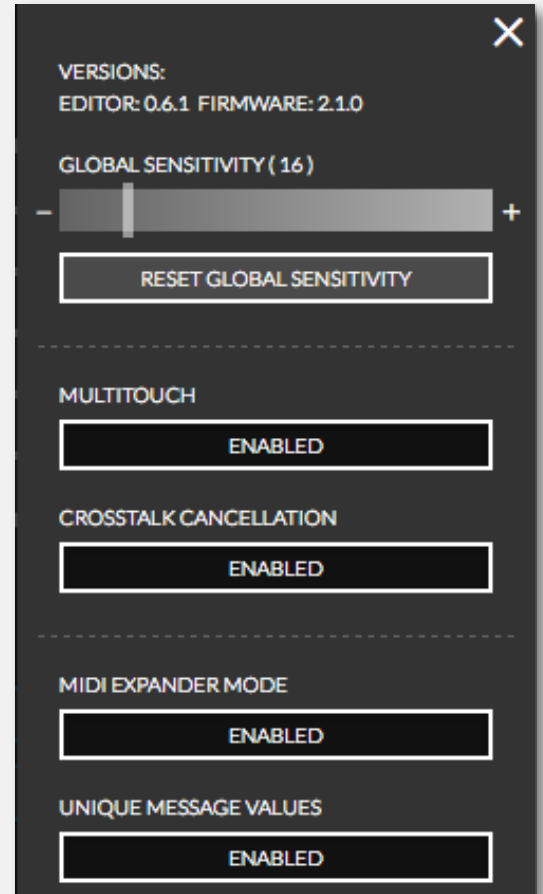 VERSIONS:
EDITOR: 0.6.1 FIRMWARE: 2.1.0
GLOBAL SENSITIVITY ( 16 )
- +
RESET GLOBAL SENSITIVITY
MULTITOUCH
ENABLED
CROSSTALK CANCELLATION
ENABLED
MIDI EXPANDER MODE
ENABLED
UNIQUE MESSAGE VALUES
ENABLED